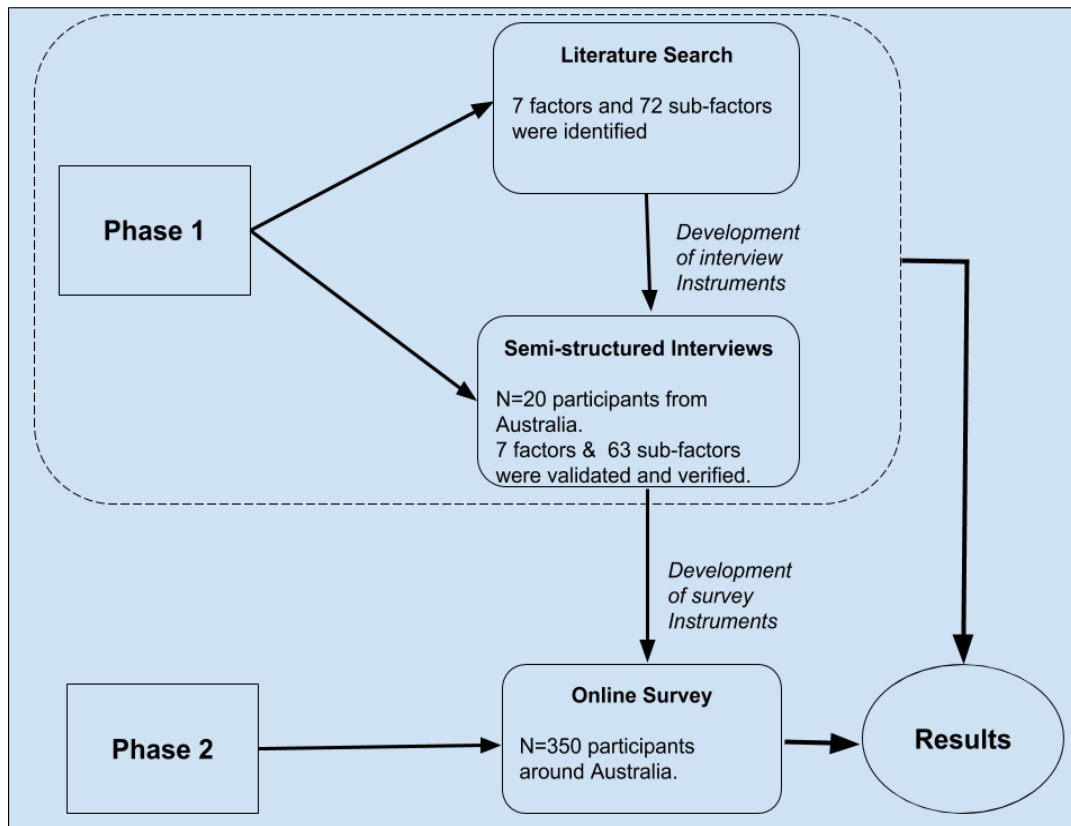 Literature Search
7 factors and 72 sub-factors
were identified
Phase 1
Development
of interview
Instruments
Semi-structured Interviews
N=20 participants from
Australia.
7 factors &  63 sub-factors
were validated and verified.
Development
of survey
Instruments
Online Survey
N=350 participants
around Australia.
Phase 2
Results